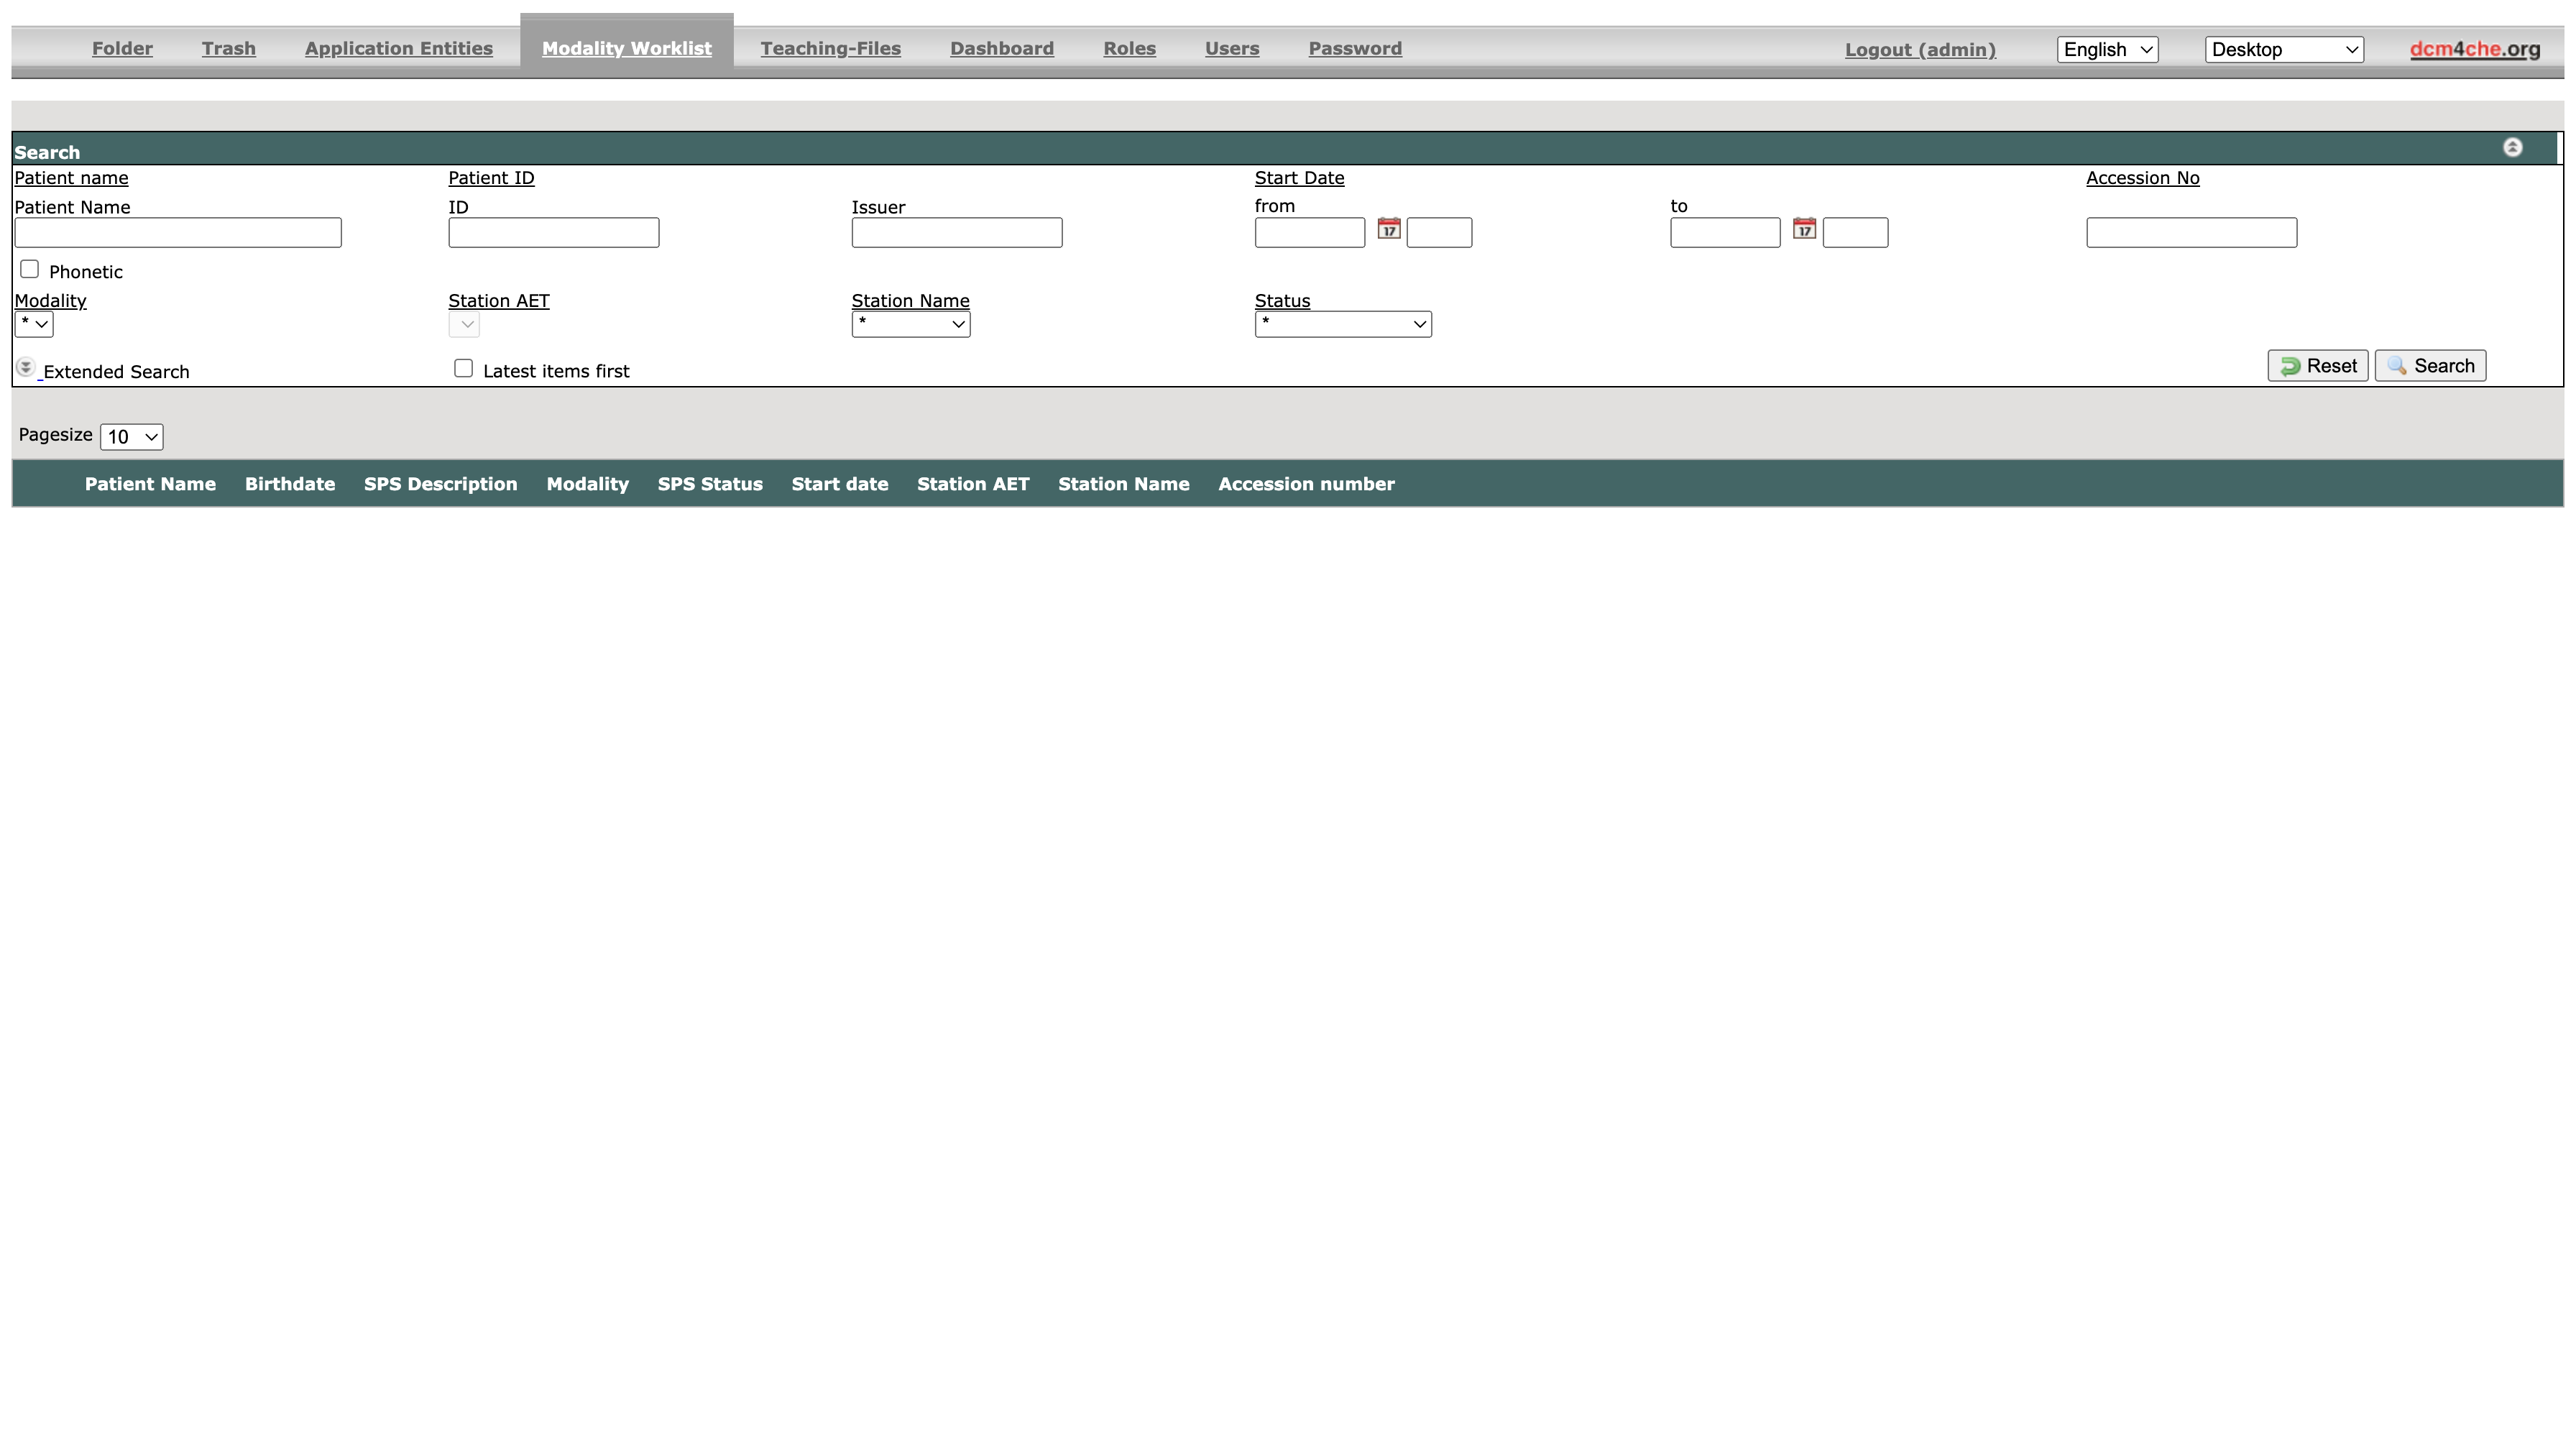 Folder Trash Application Entities Modality Worklist Teaching-Files Dashboard Roles Users Password Logout (admin) English Desktop dcm4che.org
Search
Patient name Patient ID Start Date Accession No
Patient Name ID Issuer from to
17 17
Phonetic
Modality Station AET Station Name Status
* * *
Extended Search Latest items first Reset Search
Pagesize 10
Patient Name Birthdate SPS Description Modality SPS Status Start date Station AET Station Name Accession number